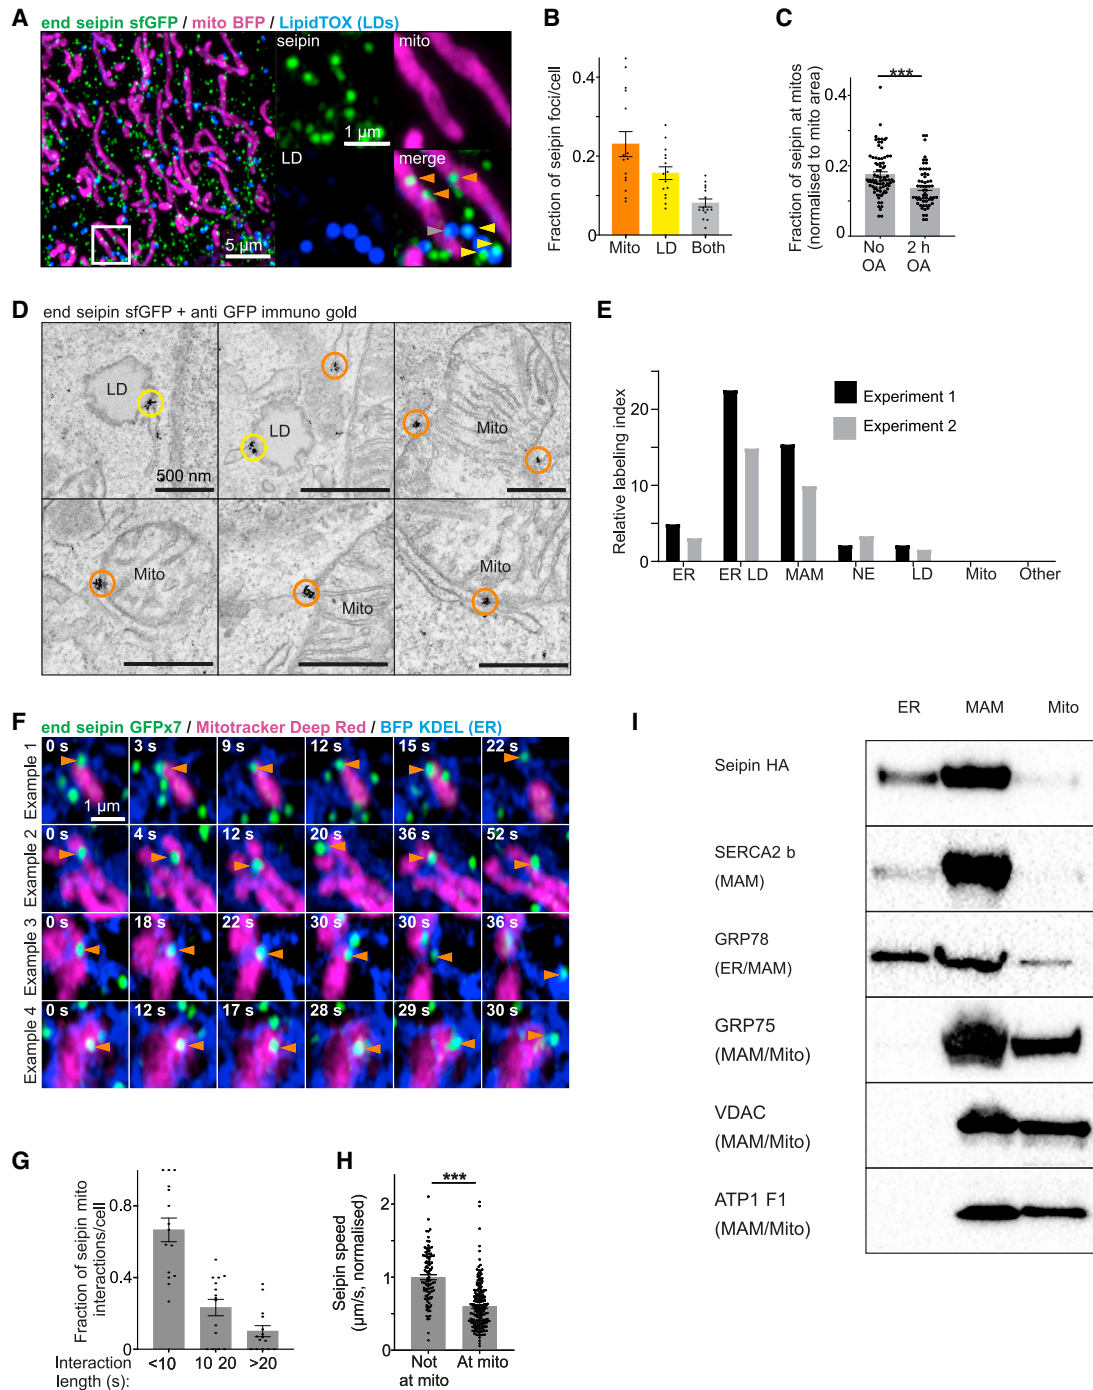 A
end seipin sfGFP / mito BFP / LipidTOX (LDs)
seipin
mito
1 µm
LD
merge
5 µm
B
Fraction of seipin foci/cell
0.4
0.2
0
Mito LD Both
C
Fraction of seipin at mitos
(normalised to mito area)
***
0.4
0.2
0
No OA
2 h OA
D
end seipin sfGFP + anti GFP immuno gold
LD
500 nm
LD
Mito
Mito
Mito
Mito
E
Relative labeling index
20
10
0
Experiment 1
Experiment 2
ER ER LD MAM NE LD Mito Other
F
end seipin GFPx7 / Mitotracker Deep Red / BFP KDEL (ER)
Example 1
0 s 3 s 9 s 12 s 15 s 22 s
1 µm
Example 2
0 s 4 s 12 s 20 s 36 s 52 s
Example 3
0 s 18 s 22 s 30 s 30 s 36 s
Example 4
0 s 12 s 17 s 28 s 29 s 30 s
G
Fraction of seipin mito
interactions/cell
0.8
0.4
0
Interaction
length (s):
<10 10 20 >20
H
Seipin speed
(µm/s, normalised)
***
2
1
0
Not
at mito
At mito
I
ER MAM Mito
Seipin HA
SERCA2 b
(MAM)
GRP78
(ER/MAM)
GRP75
(MAM/Mito)
VDAC
(MAM/Mito)
ATP1 F1
(MAM/Mito)